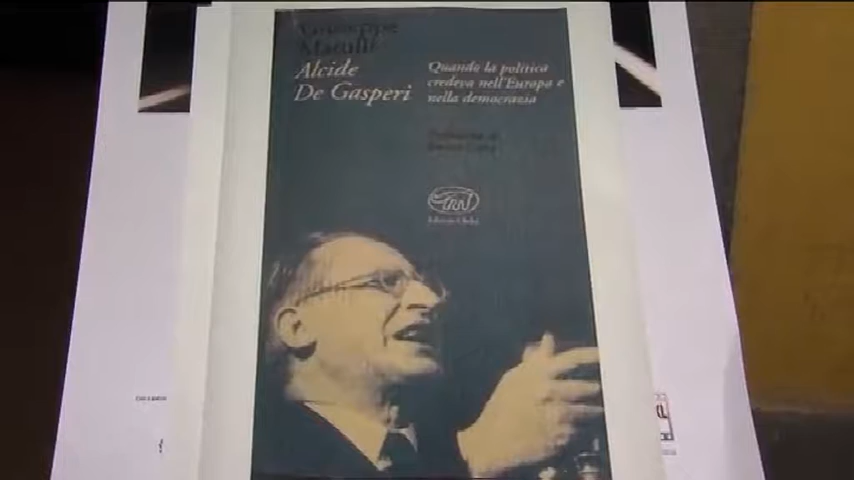 Giuseppe
Matulli
Alcide
De Gasperi
Quando la politica
credeva nell'Europa e
nella democrazia